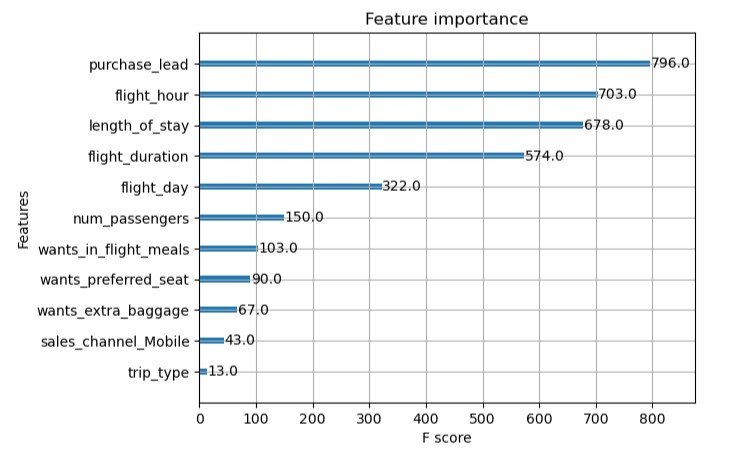 Feature importance
Features
purchase_lead 796.0
flight_hour 703.0
length_of_stay 678.0
flight_duration 574.0
flight_day 322.0
num_passengers 150.0
wants_in_flight_meals 103.0
wants_preferred_seat 90.0
wants_extra_baggage 67.0
sales_channel_Mobile 43.0
trip_type 13.0
0 100 200 300 400 500 600 700 800
F score